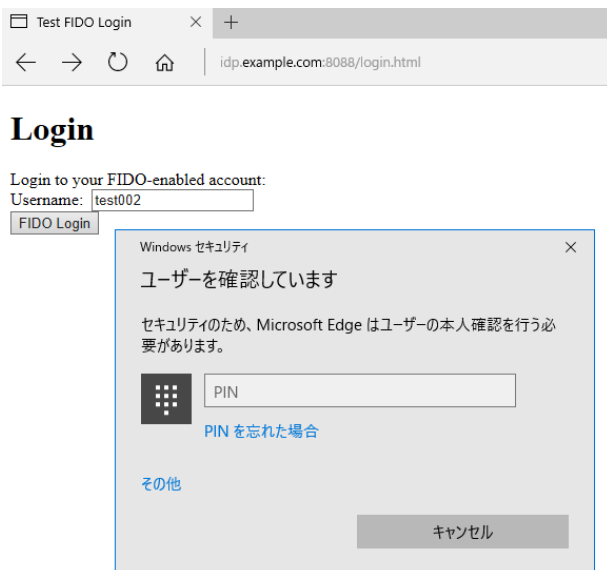 Test FIDO Login
idp.example.com:8088/login.html
Login
Login to your FIDO-enabled account:
Username: test002
FIDO Login
Windows セキュリティ
ユーザーを確認しています
セキュリティのため、Microsoft Edge はユーザーの本人確認を行う必
要があります。
PIN
PIN を忘れた場合
その他
キャンセル